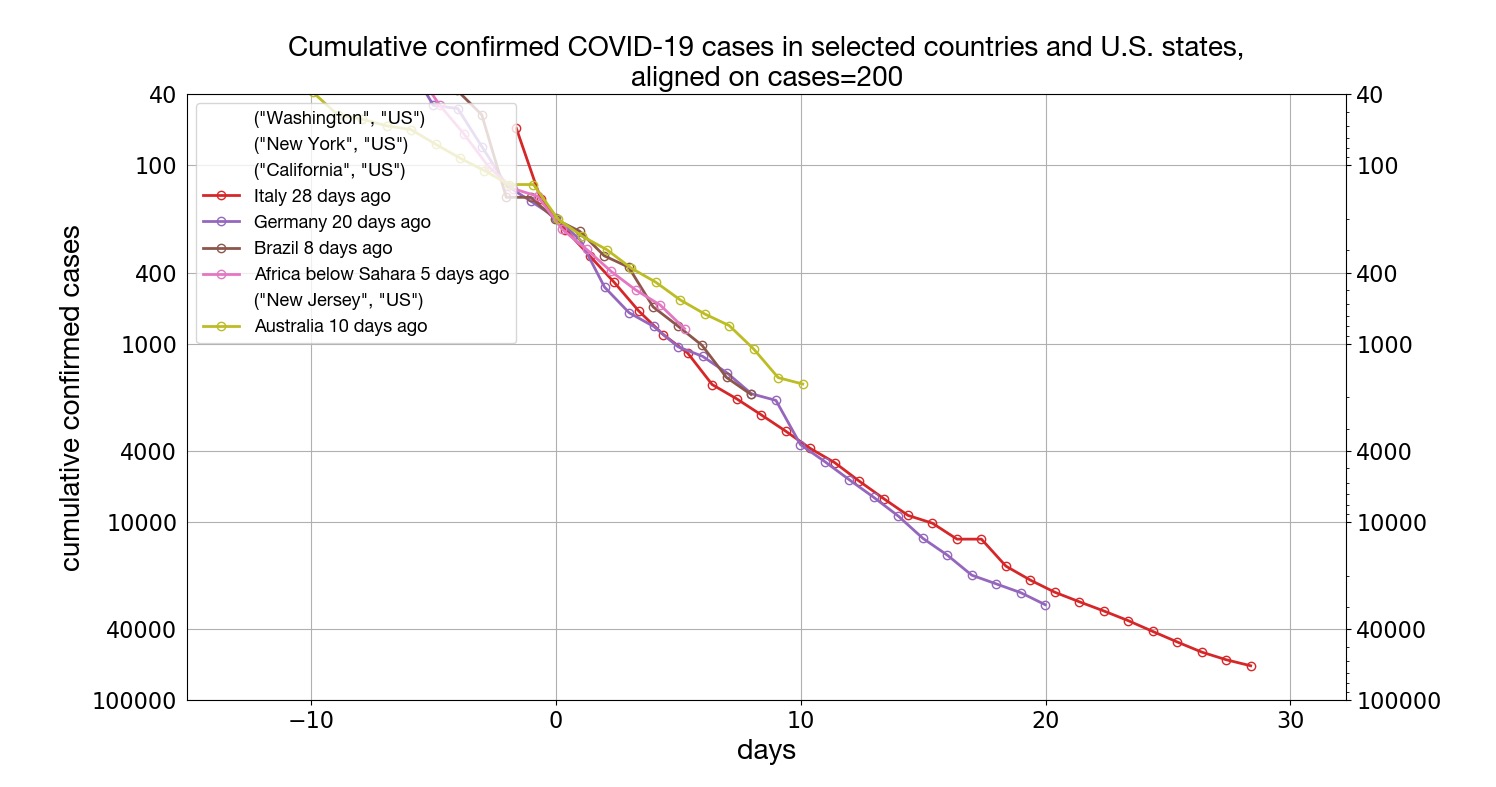 Cumulative confirmed COVID-19 cases in selected countries and U.S. states,
aligned on cases=200
40
100
400
1000
4000
10000
40000
100000
cumulative confirmed cases
("Washington", "US")
("New York", "US")
("California", "US")
Italy 28 days ago
Germany 20 days ago
Brazil 8 days ago
Africa below Sahara 5 days ago
("New Jersey", "US")
Australia 10 days ago
40
100
400
1000
4000
10000
40000
100000
−10 0 10 20 30
days